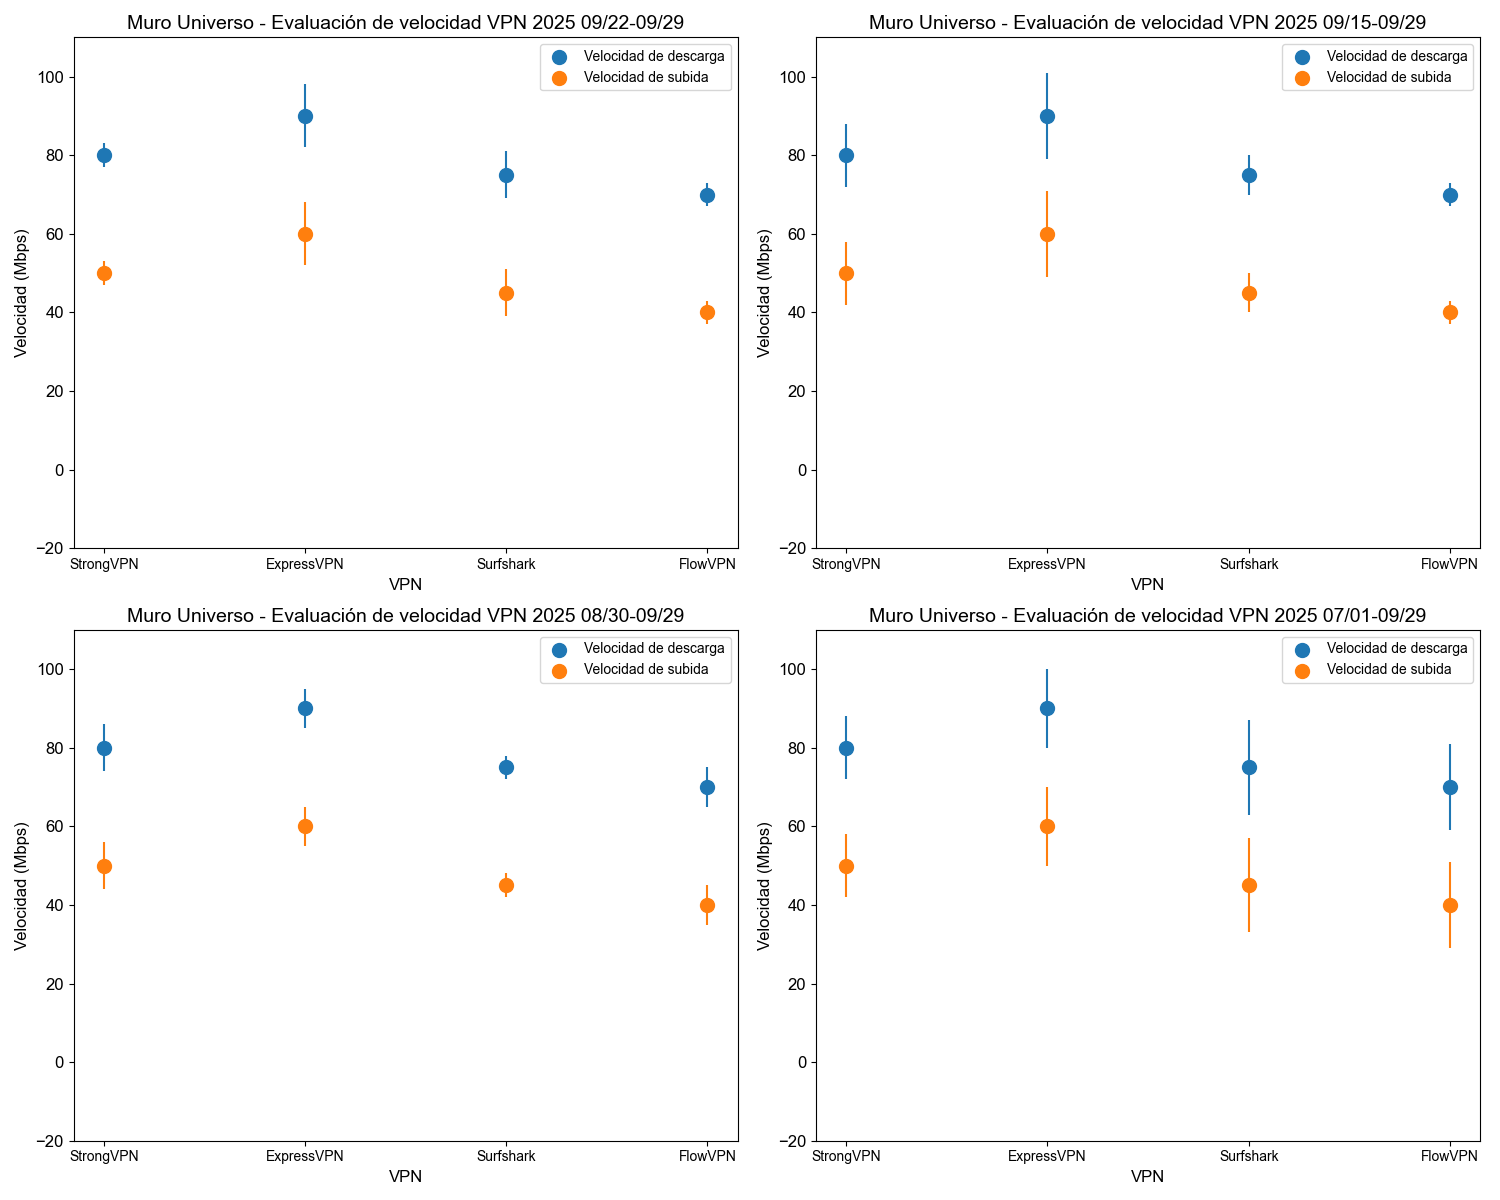 Muro Universo - Evaluación de velocidad VPN 2025 09/22-09/29
Velocidad de descarga
Velocidad de subida
Velocidad (Mbps)
100
80
60
40
20
0
−20
StrongVPN ExpressVPN Surfshark FlowVPN
VPN
Muro Universo - Evaluación de velocidad VPN 2025 09/15-09/29
Velocidad de descarga
Velocidad de subida
Velocidad (Mbps)
100
80
60
40
20
0
−20
StrongVPN ExpressVPN Surfshark FlowVPN
VPN
Muro Universo - Evaluación de velocidad VPN 2025 08/30-09/29
Velocidad de descarga
Velocidad de subida
Velocidad (Mbps)
100
80
60
40
20
0
−20
StrongVPN ExpressVPN Surfshark FlowVPN
VPN
Muro Universo - Evaluación de velocidad VPN 2025 07/01-09/29
Velocidad de descarga
Velocidad de subida
Velocidad (Mbps)
100
80
60
40
20
0
−20
StrongVPN ExpressVPN Surfshark FlowVPN
VPN